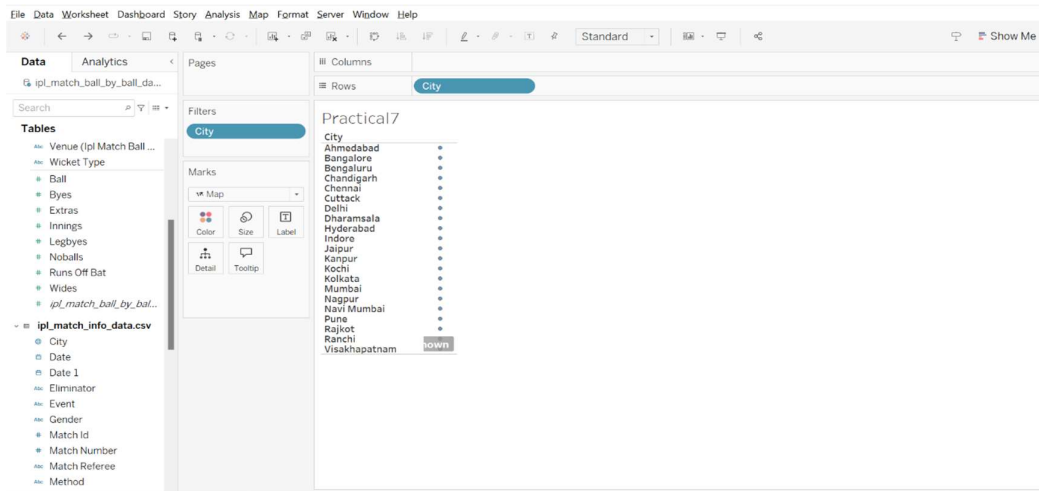 File Data Worksheet Dashboard Story Analysis Map Format Server Window Help
Standard
Show Me
Data Analytics
Pages
Columns
ipl_match_ball_by_ball_da...
Rows City
Search
Filters
City
Practical7
Tables
Venue (Ipl Match Ball ...
Wicket Type
Ball
Byes
Extras
Innings
Legbyes
Noballs
Runs Off Bat
Wides
ipl_match_ball_by_bal...
ipl_match_info_data.csv
City
Date
Date 1
Eliminator
Event
Gender
Match Id
Match Number
Match Referee
Method
Marks
Map
Color Size Label
Detail Tooltip
City
Ahmedabad
Bangalore
Bengaluru
Chandigarh
Chennai
Cuttack
Delhi
Dharamsala
Hyderabad
Indore
Jaipur
Kanpur
Kochi
Kolkata
Mumbai
Nagpur
Navi Mumbai
Pune
Rajkot
Ranchi
Visakhapatnam